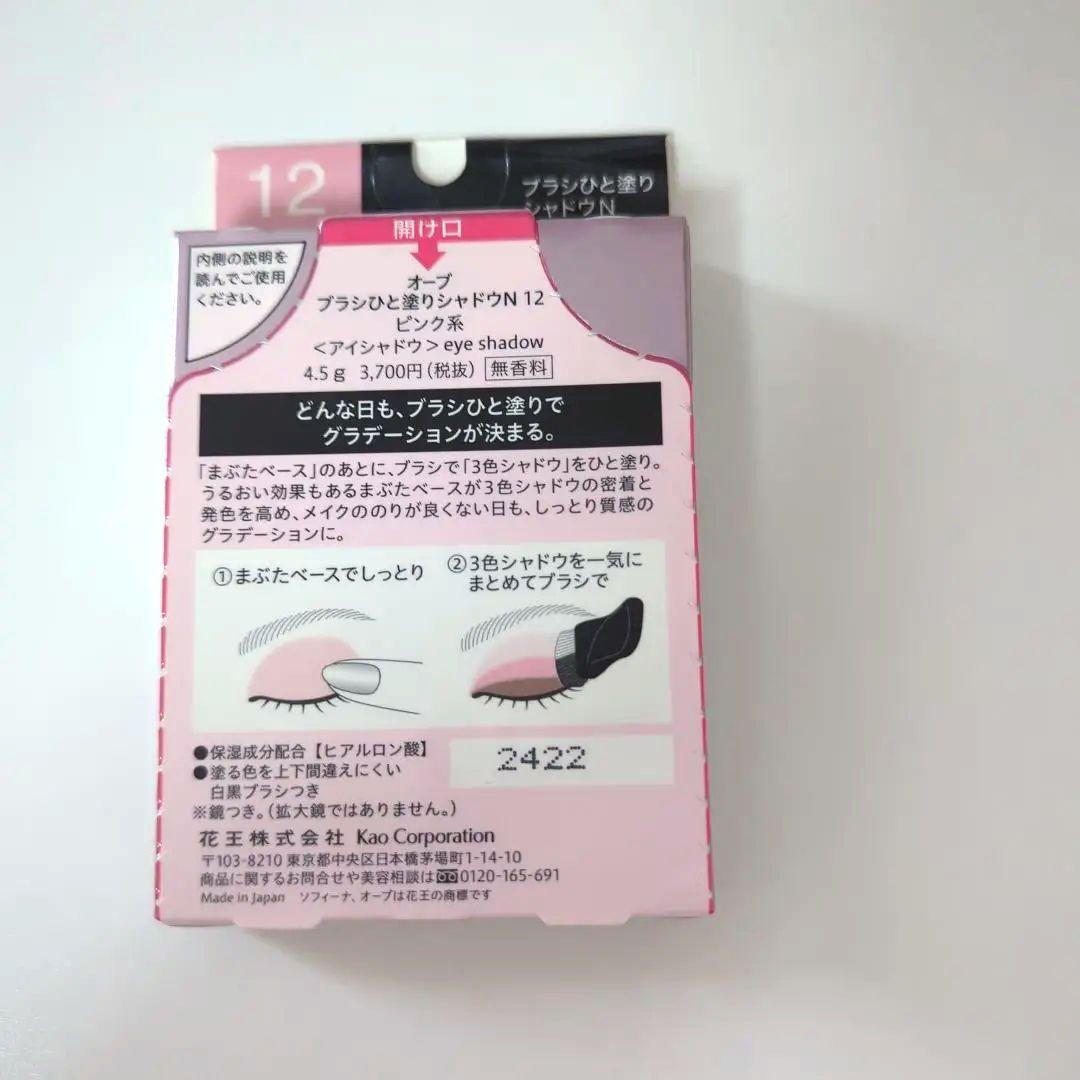 12
ブラシひと塗り
シャドウN
開け口
内側の説明を
読んでご使用
ください。
オーブ
ブラシひと塗りシャドウN 12
ピンク系
＜アイシャドウ＞eye shadow
4.5g 3,700円(税抜) 無香料
どんな日も、ブラシひと塗りで
グラデーションが決まる。
「まぶたベース」のあとに、ブラシで「3色シャドウ」をひと塗り。
うるおい効果もあるまぶたベースが3色シャドウの密着と
発色を高め、メイクののりが良くない日も、しっとり質感の
グラデーションに。
①まぶたベースでしっとり
②3色シャドウを一気に
まとめてブラシで
●保湿成分配合【ヒアルロン酸】
●塗る色を上下間違えにくい
白黒ブラシつき
※鏡つき。(拡大鏡ではありません。)
2422
花王株式会社 Kao Corporation
〒103-8210 東京都中央区日本橋茅場町1-14-10
商品に関するお問合せや美容相談は0120-165-691
Made in Japan ソフィーナ、オーブは花王の商標です